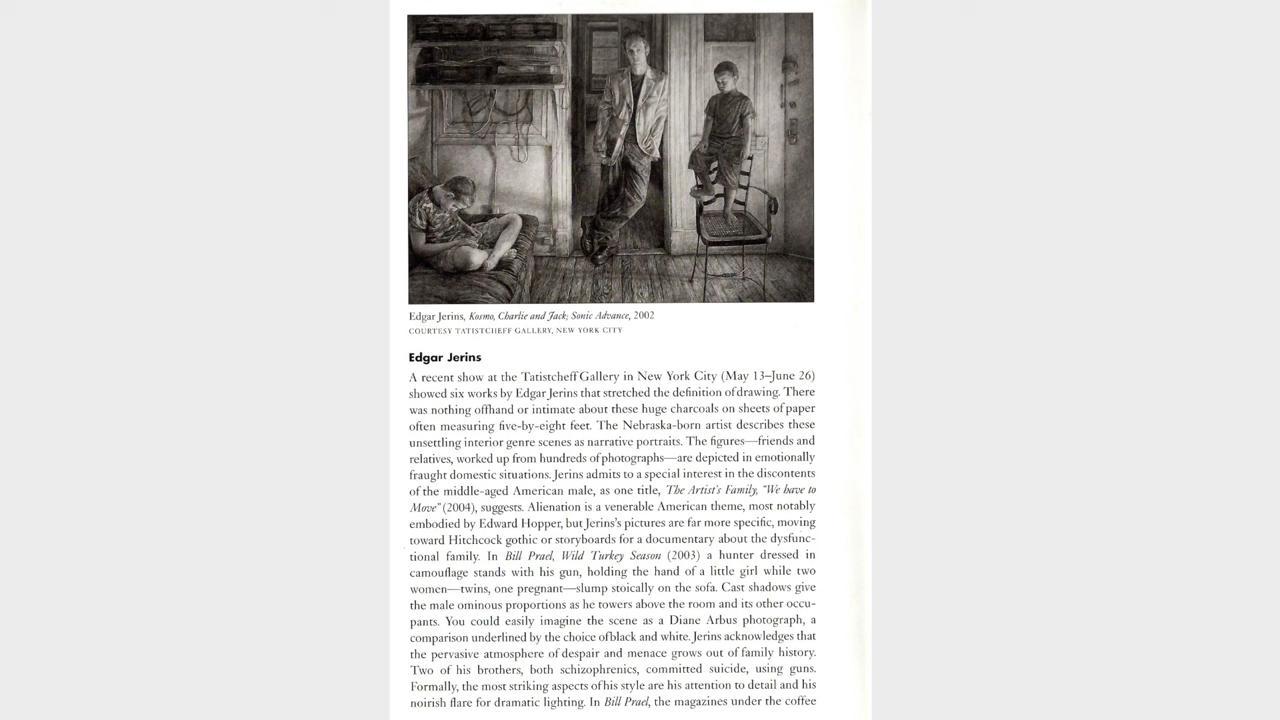 Edgar Jerins, Kosmo, Charlie and Jack; Sonic Advance, 2002
COURTESY TATISTCHEFF GALLERY, NEW YORK CITY
Edgar Jerins
A recent show at the Tatistcheff Gallery in New York City (May 13–June 26)
showed six works by Edgar Jerins that stretched the definition of drawing. There
was nothing offhand or intimate about these huge charcoals on sheets of paper
often measuring five-by-eight feet. The Nebraska-born artist describes these
unsettling interior genre scenes as narrative portraits. The figures—friends and
relatives, worked up from hundreds of photographs—are depicted in emotionally
fraught domestic situations. Jerins admits to a special interest in the discontents
of the middle-aged American male, as one title, The Artist's Family, "We have to
Move" (2004), suggests. Alienation is a venerable American theme, most notably
embodied by Edward Hopper, but Jerins's pictures are far more specific, moving
toward Hitchcock gothic or storyboards for a documentary about the dysfunc-
tional family. In Bill Prael, Wild Turkey Season (2003) a hunter dressed in
camouflage stands with his gun, holding the hand of a little girl while two
women—twins, one pregnant—slump stoically on the sofa. Cast shadows give
the male ominous proportions as he towers above the room and its other occu-
pants. You could easily imagine the scene as a Diane Arbus photograph, a
comparison underlined by the choice of black and white. Jerins acknowledges that
the pervasive atmosphere of despair and menace grows out of family history.
Two of his brothers, both schizophrenics, committed suicide, using guns.
Formally, the most striking aspects of his style are his attention to detail and his
noirish flare for dramatic lighting. In Bill Prael, the magazines under the coffee